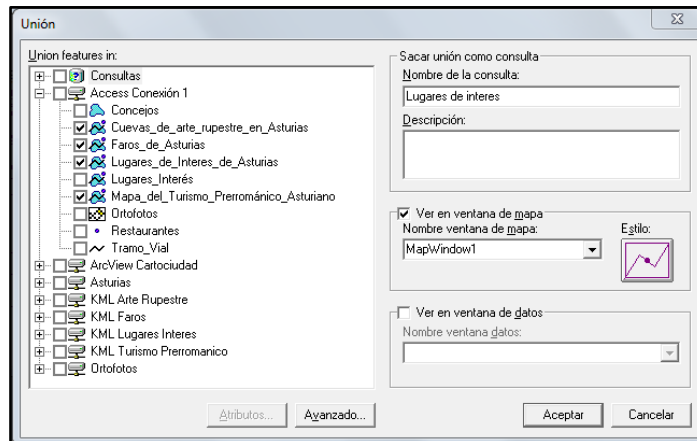 Unión
Union features in:
Consultas
Access Conexión 1
Concejos
Cuevas_de_arte_rupestre_en_Asturias
Faros_de_Asturias
Lugares_de_Interes_de_Asturias
Lugares_Interés
Mapa_del_Turismo_Prerrománico_Asturiano
Ortofotos
Restaurantes
Tramo_Vial
ArcView Cartociudad
Asturias
KML Arte Rupestre
KML Faros
KML Lugares Interes
KML Turismo Prerromanico
Ortofotos
Atributos...
Avanzado...
Sacar unión como consulta
Nombre de la consulta:
Lugares de interes
Descripción:
Ver en ventana de mapa
Nombre ventana de mapa:
Estilo:
MapWindow1
Ver en ventana de datos
Nombre ventana datos:
Aceptar
Cancelar